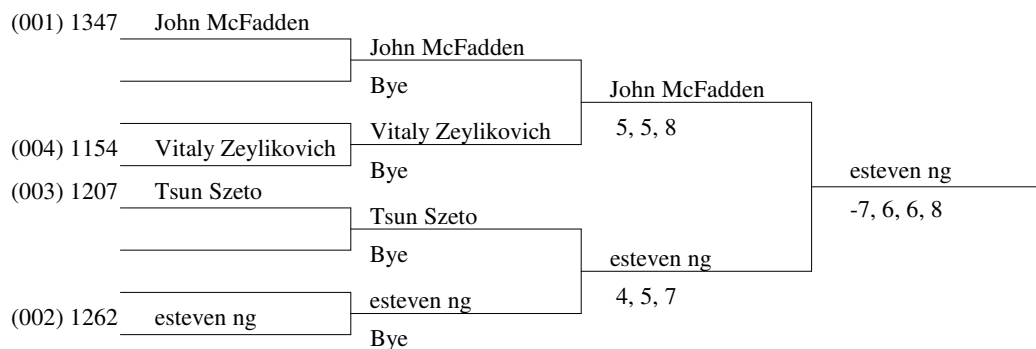 (001) 1347 John McFadden
John McFadden
Bye
John McFadden
5, 5, 8
(004) 1154 Vitaly Zeylikovich
Vitaly Zeylikovich
Bye
esteven ng
-7, 6, 6, 8
(003) 1207 Tsun Szeto
Tsun Szeto
Bye
esteven ng
4, 5, 7
(002) 1262 esteven ng
esteven ng
Bye